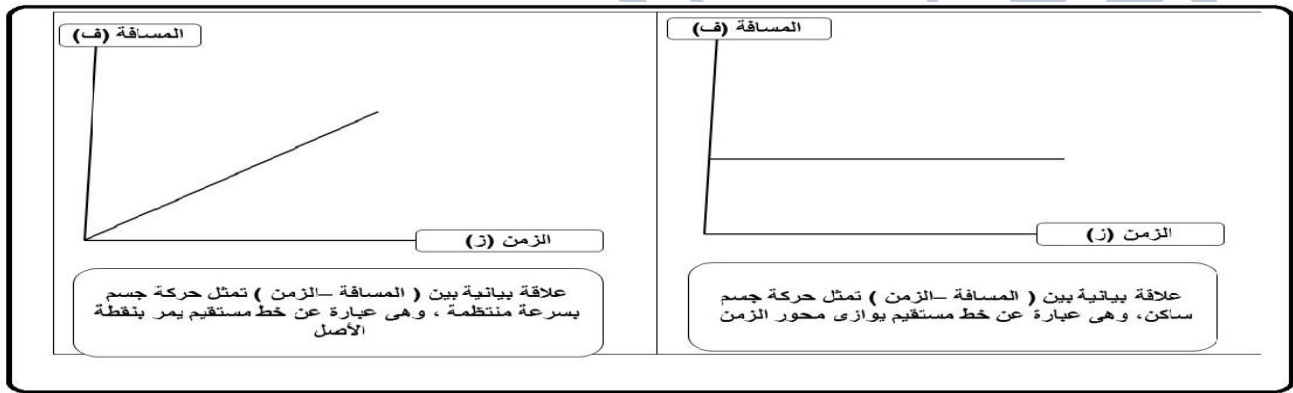 المسافة (ف)
الزمن (ز)
علاقة بيانية بين ( المسافة –الزمن ) تمثل حركة جسم
ساكن، وهى عبارة عن خط مستقيم يوازى محور الزمن
المسافة (ف)
الزمن (ز)
علاقة بيانية بين ( المسافة –الزمن ) تمثل حركة جسم
بسرعة منتظمة ، وهى عبارة عن خط مستقيم يمر بنقطة
الأصل